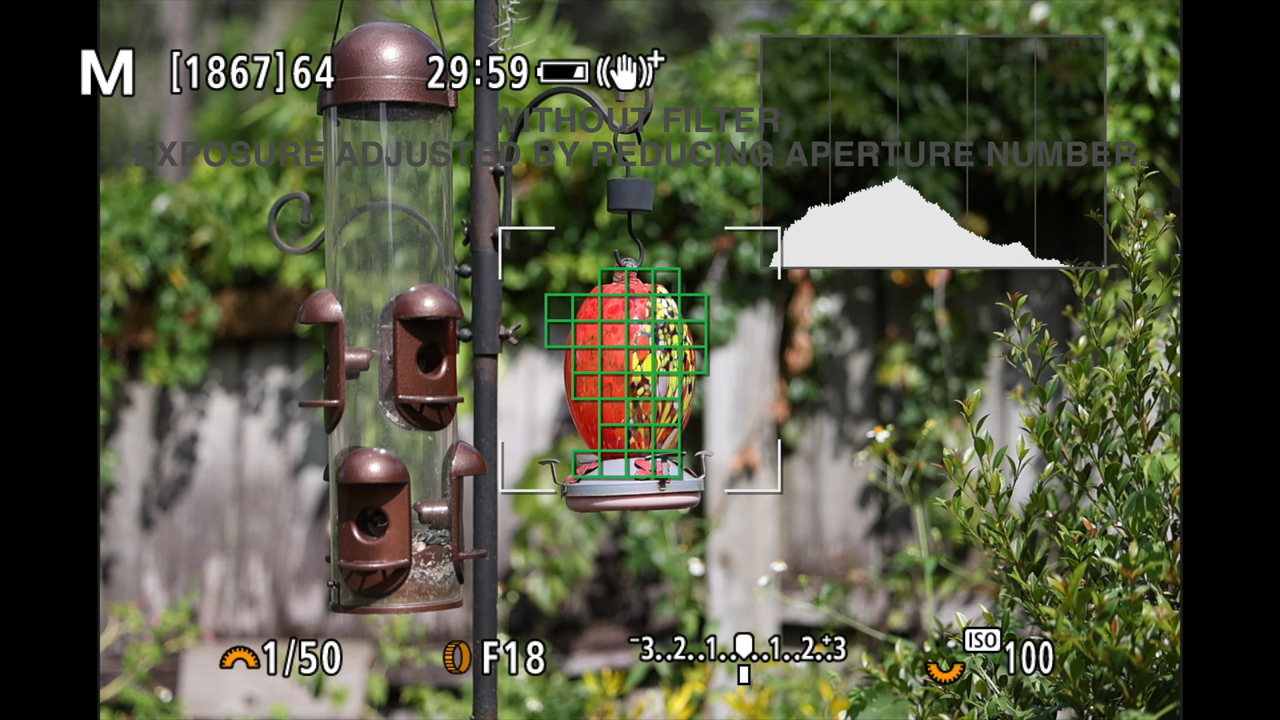 M [1867]64 29:59
WITHOUT FILTER,
EXPOSURE ADJUSTED BY REDUCING APERTURE NUMBER.
1/50 F18 -3..2..1..0..1..2.+3 ISO 100